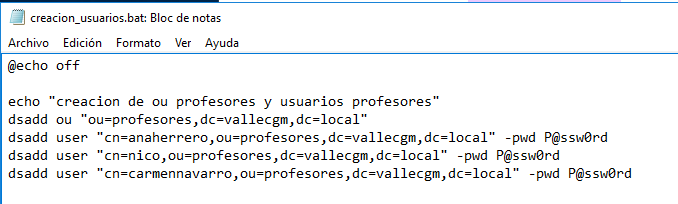 creacion_usuarios.bat: Bloc de notas
Archivo Edición Formato Ver Ayuda
@echo off
echo "creacion de ou profesores y usuarios profesores"
dsadd ou "ou=profesores,dc=vallecgm,dc=local"
dsadd user "cn=anaherrero,ou=profesores,dc=vallecgm,dc=local" -pwd P@ssw0rd
dsadd user "cn=nico,ou=profesores,dc=vallecgm,dc=local" -pwd P@ssw0rd
dsadd user "cn=carmennavarro,ou=profesores,dc=vallecgm,dc=local" -pwd P@ssw0rd